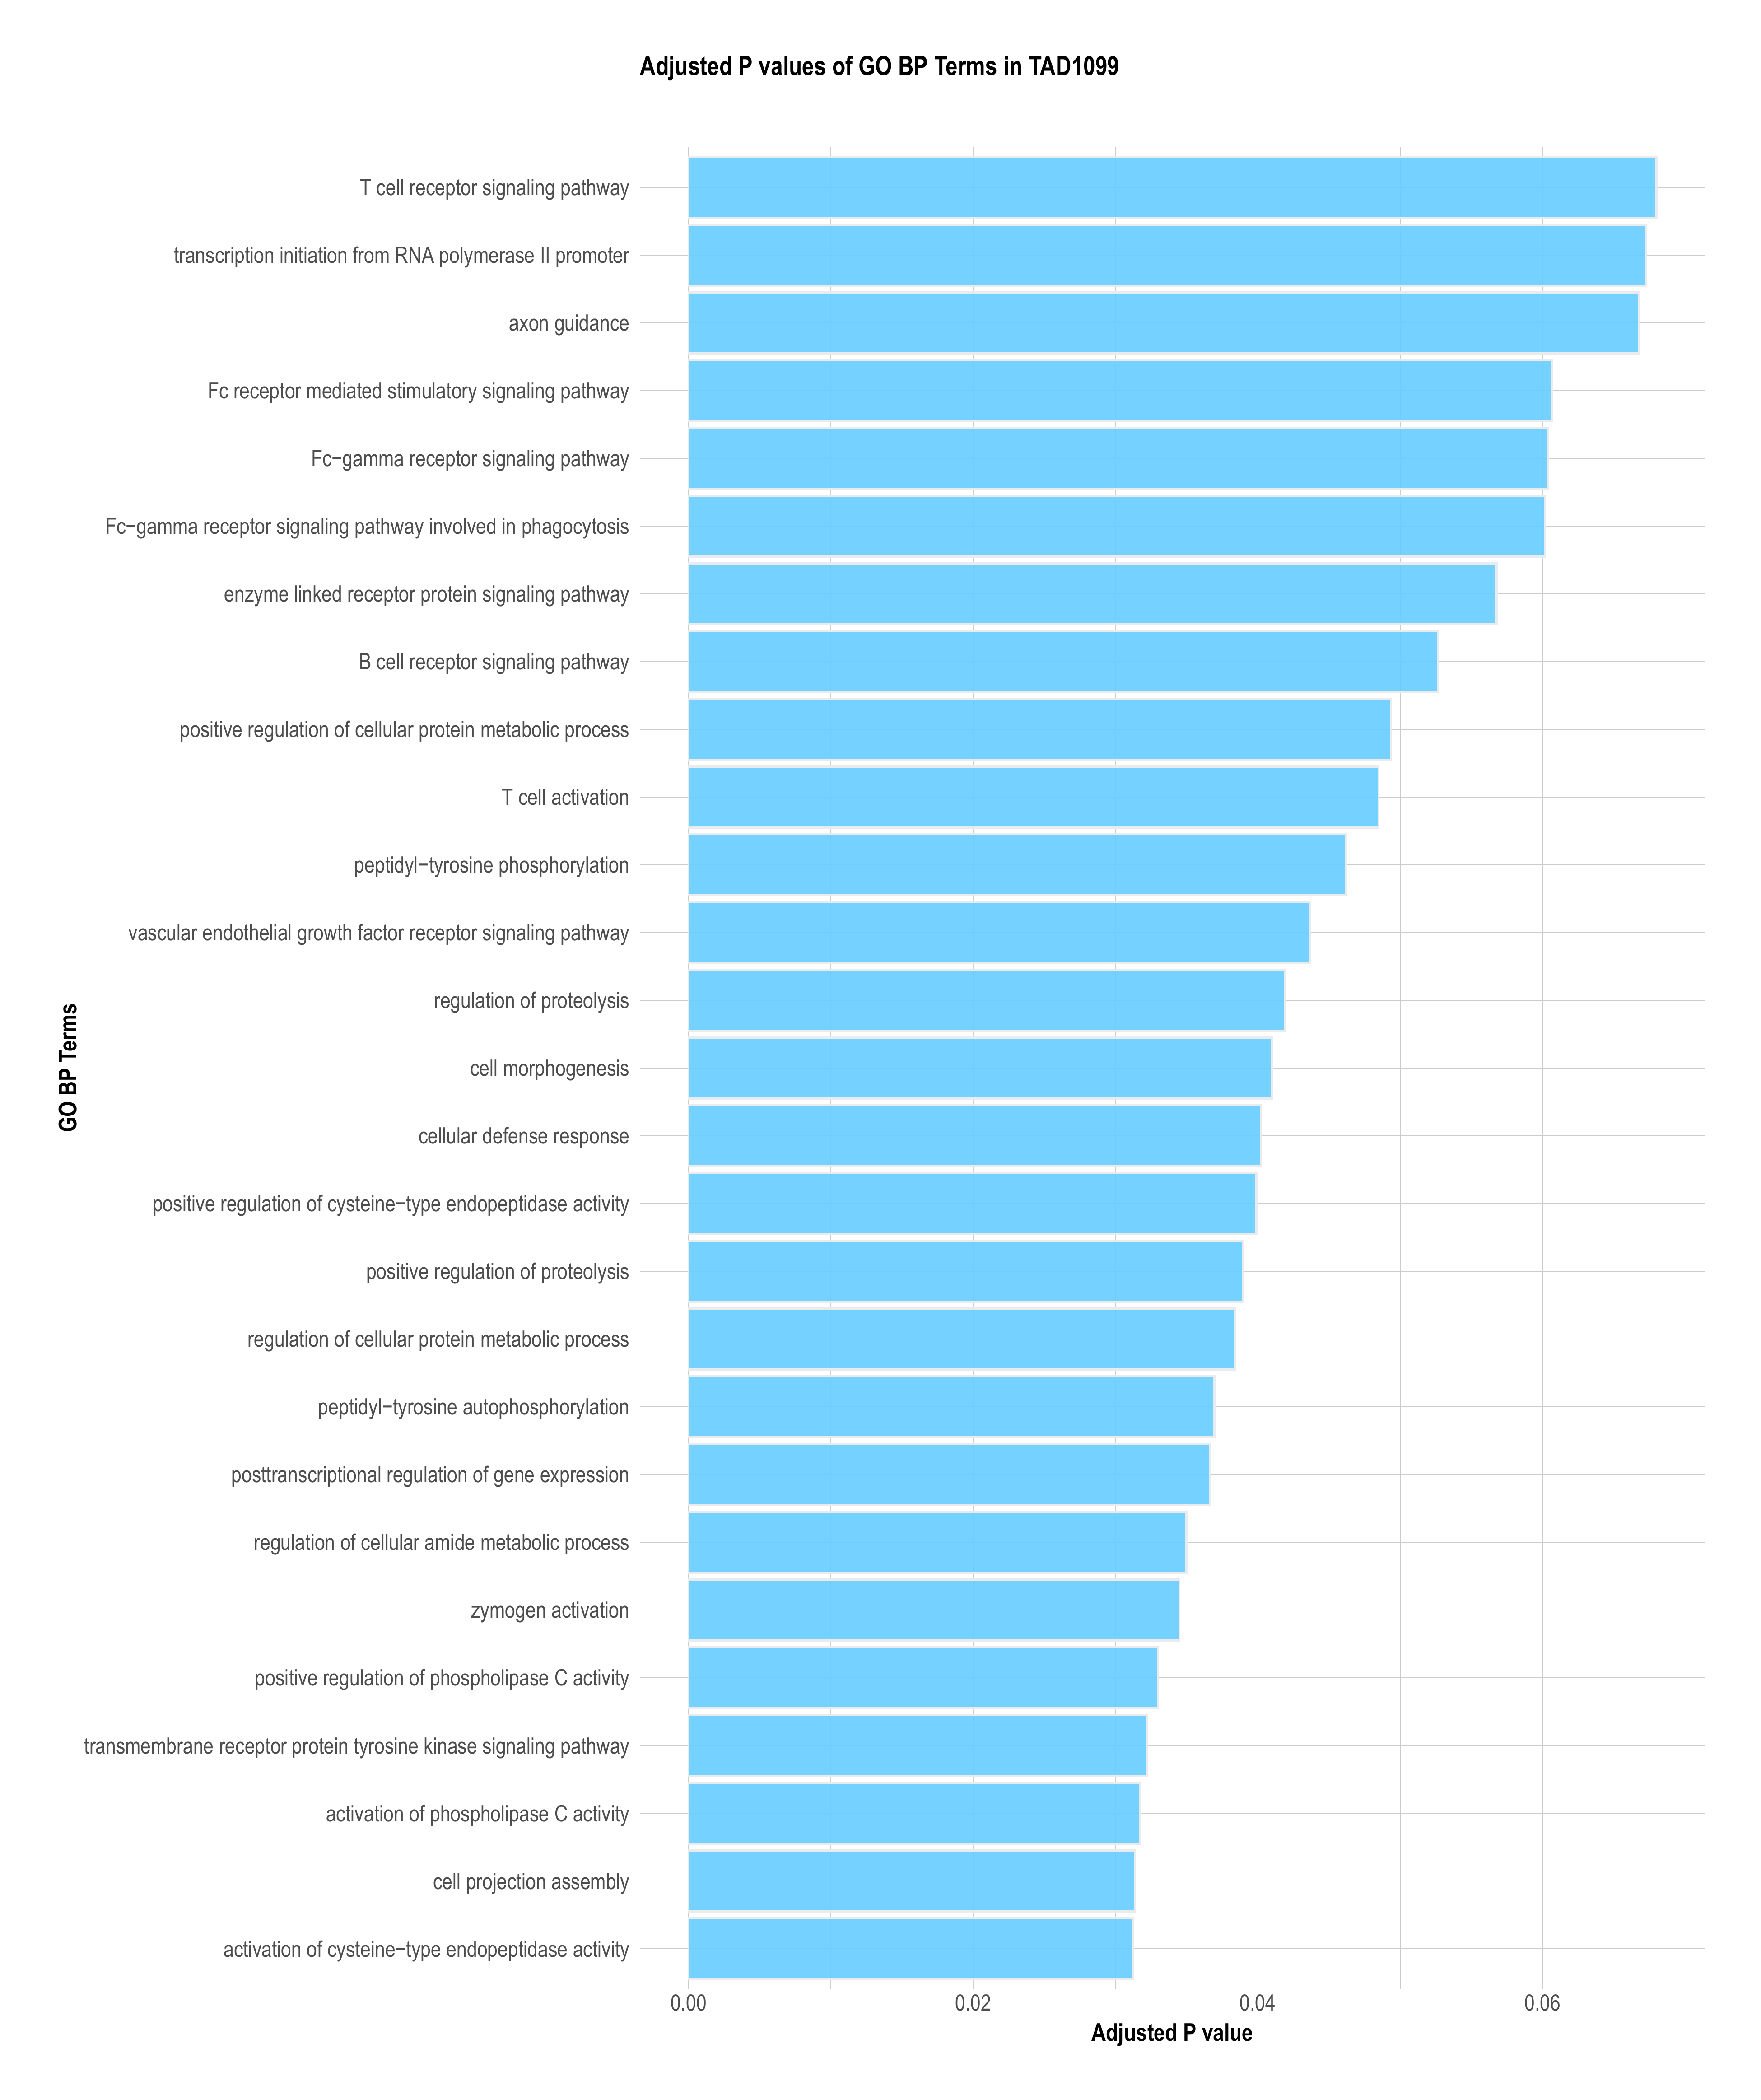 Adjusted P values of GO BP Terms in TAD1099
T cell receptor signaling pathway
transcription initiation from RNA polymerase II promoter
axon guidance
Fc receptor mediated stimulatory signaling pathway
Fc−gamma receptor signaling pathway
Fc−gamma receptor signaling pathway involved in phagocytosis
enzyme linked receptor protein signaling pathway
B cell receptor signaling pathway
positive regulation of cellular protein metabolic process
T cell activation
peptidyl−tyrosine phosphorylation
vascular endothelial growth factor receptor signaling pathway
regulation of proteolysis
cell morphogenesis
cellular defense response
positive regulation of cysteine−type endopeptidase activity
positive regulation of proteolysis
regulation of cellular protein metabolic process
peptidyl−tyrosine autophosphorylation
posttranscriptional regulation of gene expression
regulation of cellular amide metabolic process
zymogen activation
positive regulation of phospholipase C activity
transmembrane receptor protein tyrosine kinase signaling pathway
activation of phospholipase C activity
cell projection assembly
activation of cysteine−type endopeptidase activity
GO BP Terms
0.00 0.02 0.04 0.06
Adjusted P value